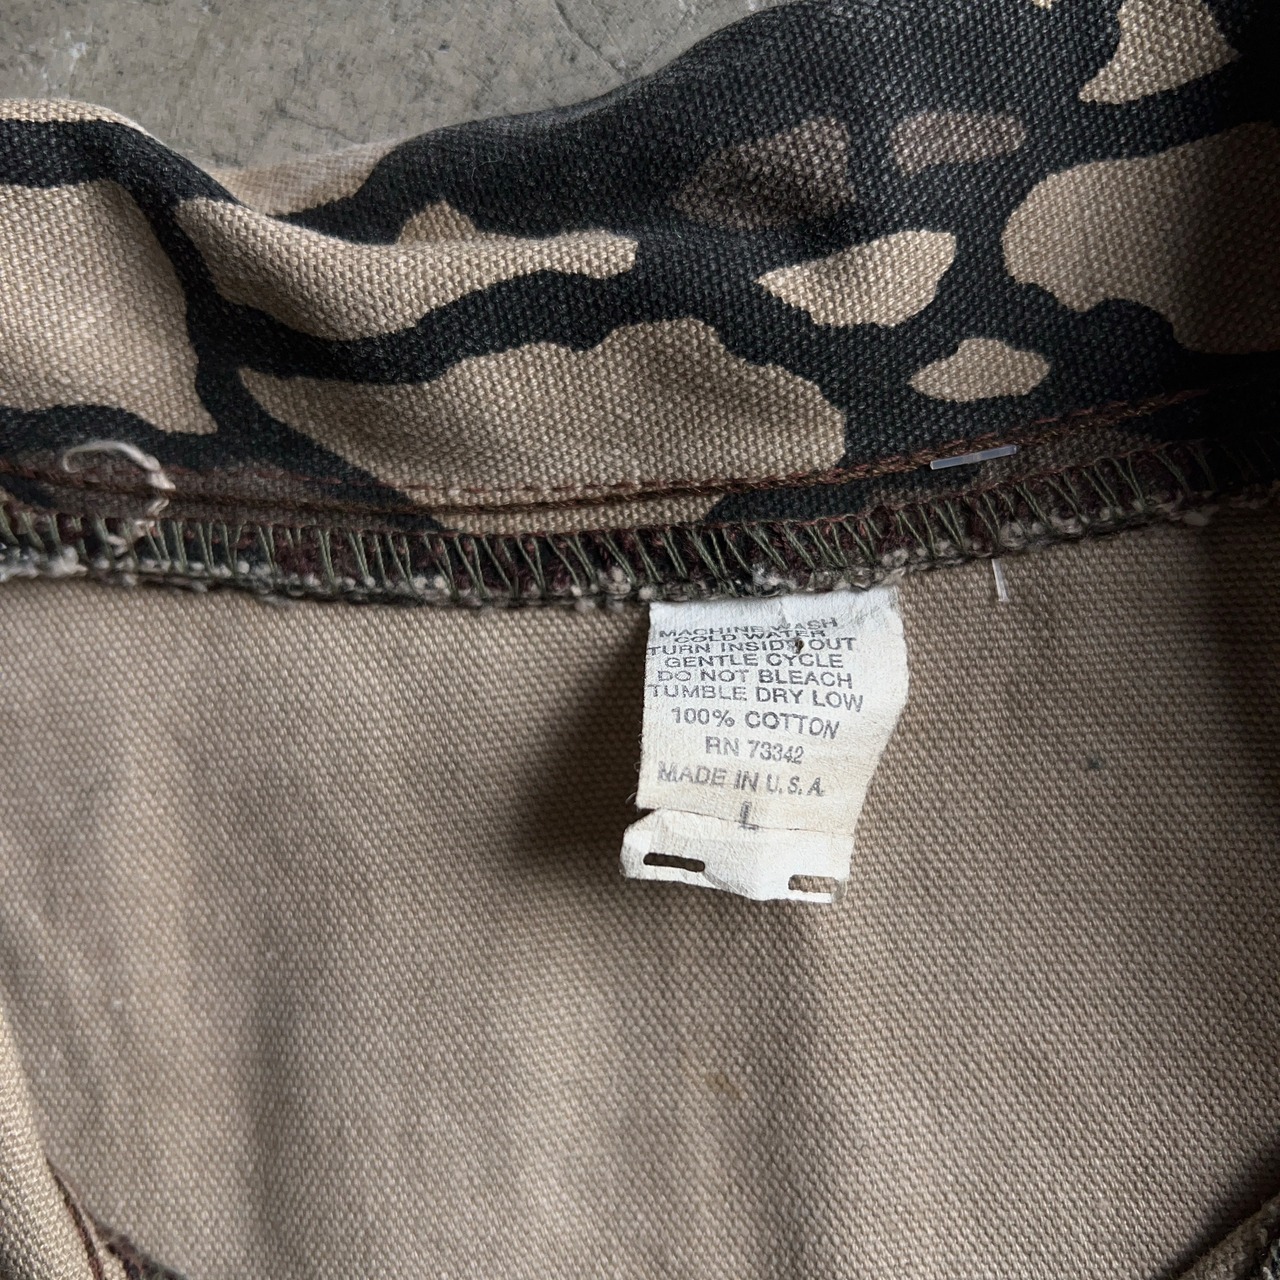 MACHINE WASH
COLD WATER
TURN INSIDE OUT
GENTLE CYCLE
DO NOT BLEACH
TUMBLE DRY LOW
100% COTTON
RN 73342
MADE IN U.S.A.
L